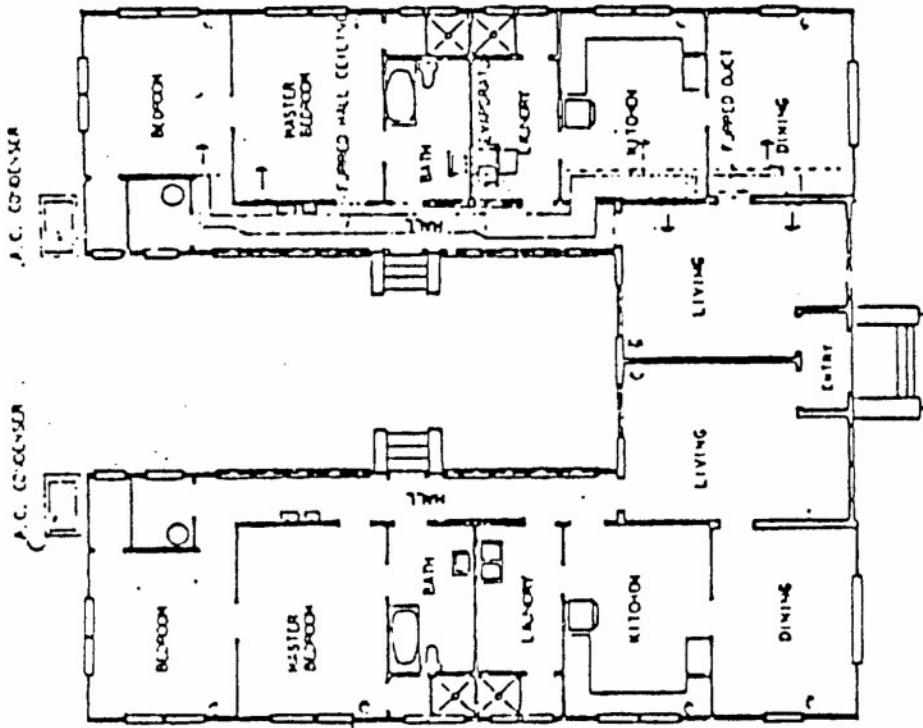 A.C. CONDENSER
A.C. CONDENSER
BEDROOM
MASTER
BEDROOM
FURRED HALL CEILING
BATH
EVAPORATO
LAUNDRY
KITCHEN
FURRED DUCT
DINING
HALL
LIVING
ENTRY
LIVING
HALL
BEDROOM
MASTER
BEDROOM
BATH
LAUNDRY
KITCHEN
DINING